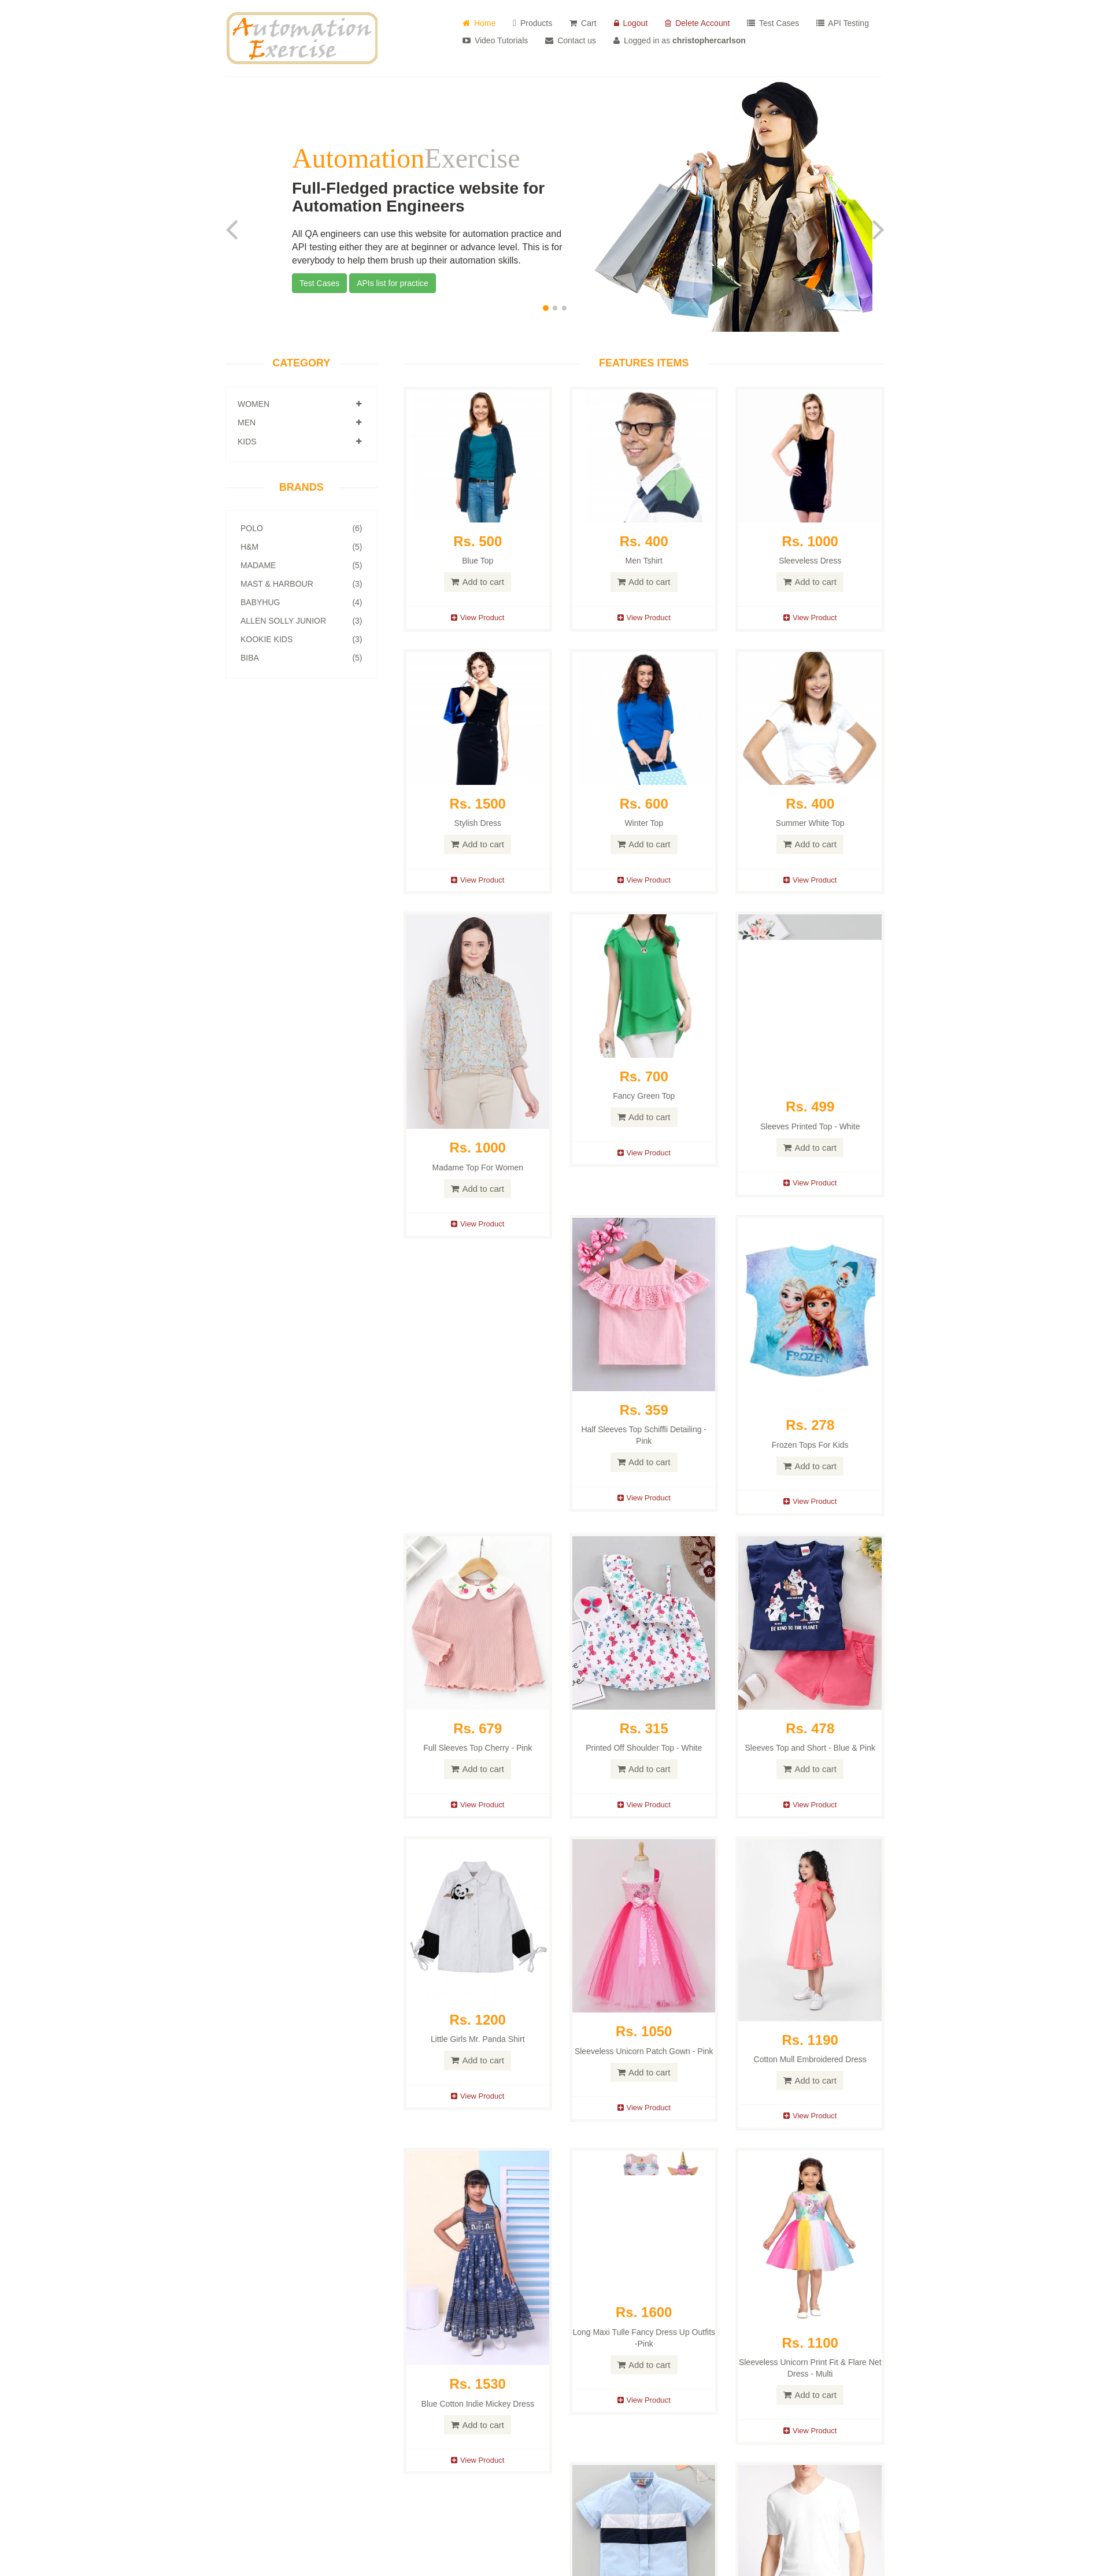 Automation
Exercise
Home
Products
Cart
Logout
Delete Account
Test Cases
API Testing
Video Tutorials
Contact us
Logged in as christophercarlson
AutomationExercise
Full-Fledged practice website for
Automation Engineers
All QA engineers can use this website for automation practice and
API testing either they are at beginner or advance level. This is for
everybody to help them brush up their automation skills.
Test Cases
APIs list for practice
CATEGORY
WOMEN
MEN
KIDS
BRANDS
POLO (6)
H&M (5)
MADAME (5)
MAST & HARBOUR (3)
BABYHUG (4)
ALLEN SOLLY JUNIOR (3)
KOOKIE KIDS (3)
BIBA (5)
FEATURES ITEMS
Rs. 500
Blue Top
Add to cart
View Product
Rs. 400
Men Tshirt
Add to cart
View Product
Rs. 1000
Sleeveless Dress
Add to cart
View Product
Rs. 1500
Stylish Dress
Add to cart
View Product
Rs. 600
Winter Top
Add to cart
View Product
Rs. 400
Summer White Top
Add to cart
View Product
Rs. 1000
Madame Top For Women
Add to cart
View Product
Rs. 700
Fancy Green Top
Add to cart
View Product
Rs. 499
Sleeves Printed Top - White
Add to cart
View Product
Rs. 359
Half Sleeves Top Schiffli Detailing -
Pink
Add to cart
View Product
Disney
FROZEN
Rs. 278
Frozen Tops For Kids
Add to cart
View Product
Rs. 679
Full Sleeves Top Cherry - Pink
Add to cart
View Product
Rs. 315
Printed Off Shoulder Top - White
Add to cart
View Product
BE KIND TO THE PLANET
Rs. 478
Sleeves Top and Short - Blue & Pink
Add to cart
View Product
Rs. 1200
Little Girls Mr. Panda Shirt
Add to cart
View Product
Rs. 1050
Sleeveless Unicorn Patch Gown - Pink
Add to cart
View Product
Rs. 1190
Cotton Mull Embroidered Dress
Add to cart
View Product
Rs. 1530
Blue Cotton Indie Mickey Dress
Add to cart
View Product
Rs. 1600
Long Maxi Tulle Fancy Dress Up Outfits
-Pink
Add to cart
View Product
Rs. 1100
Sleeveless Unicorn Print Fit & Flare Net
Dress - Multi
Add to cart
View Product